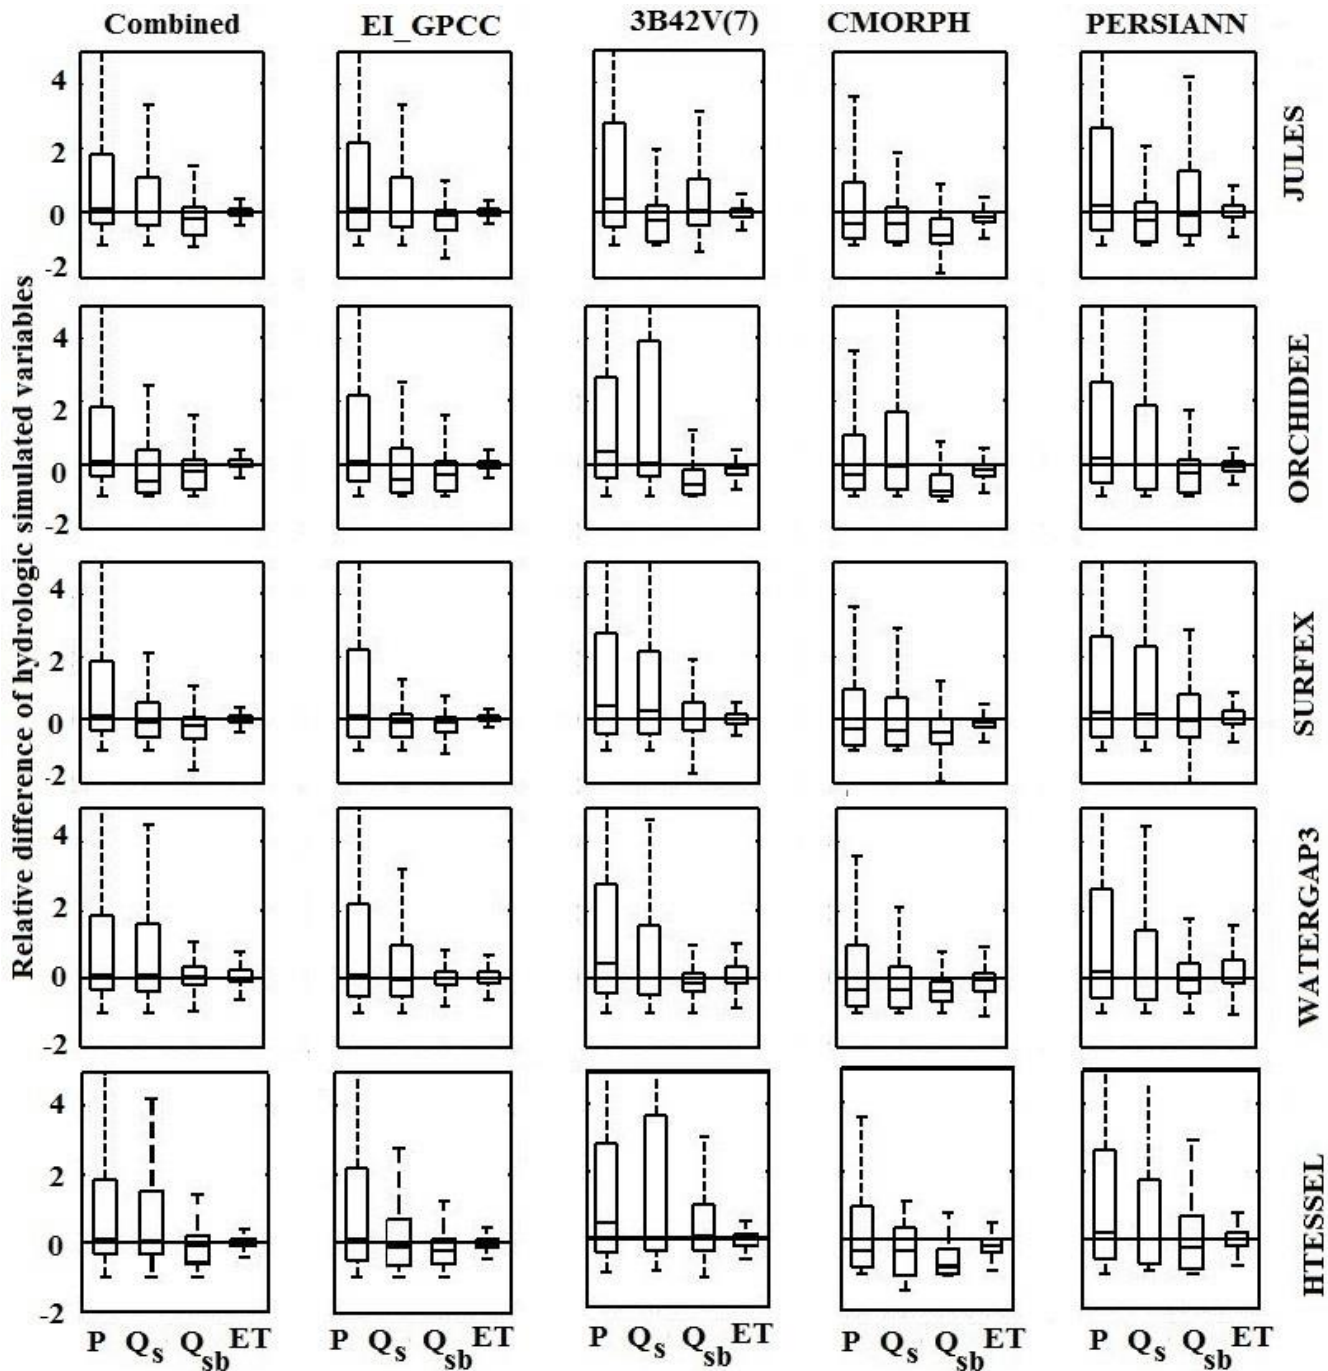 Combined EI_GPCC 3B42V(7) CMORPH PERSIANN
Relative difference of hydrologic simulated variables
4
2
0
-2
JULES
4
2
0
-2
ORCHIDEE
4
2
0
-2
SURFEX
4
2
0
-2
WATERGAP3
4
2
0
-2
HTESSEL
P Qs Qsb ET P Qs Qsb ET P Qs Qsb ET P Qs Qsb ET P Qs Qsb ET